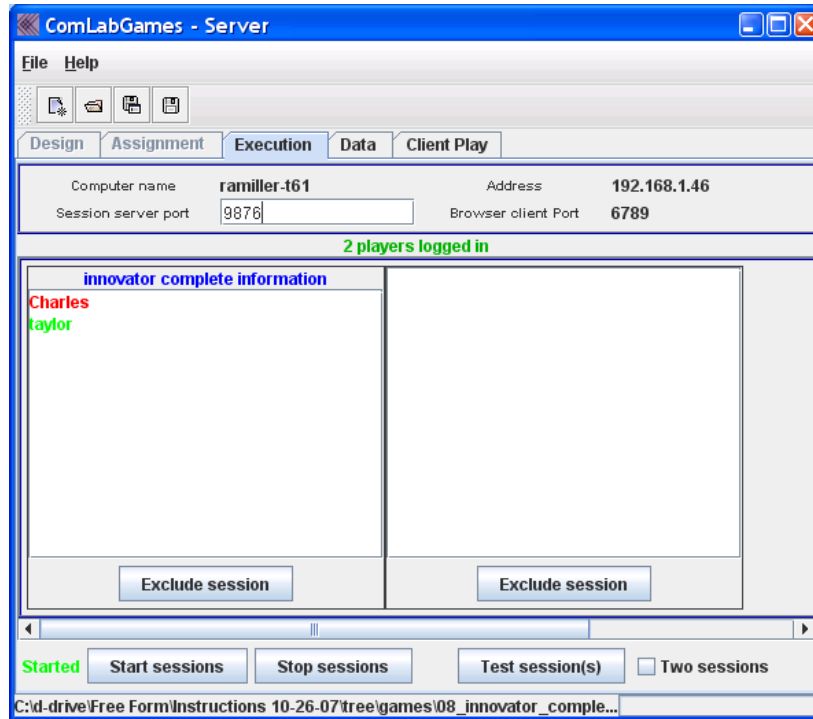 ComLabGames - Server
File Help
Design Assignment Execution Data Client Play
Computer name ramiller-t61 Address 192.168.1.46
Session server port 9876 Browser client Port 6789
2 players logged in
innovator complete information
Charles
taylor
Exclude session Exclude session
Started Start sessions Stop sessions Test session(s) Two sessions
C:\d-drive\Free Form\Instructions 10-26-07\tree\games\08_innovator_comple...